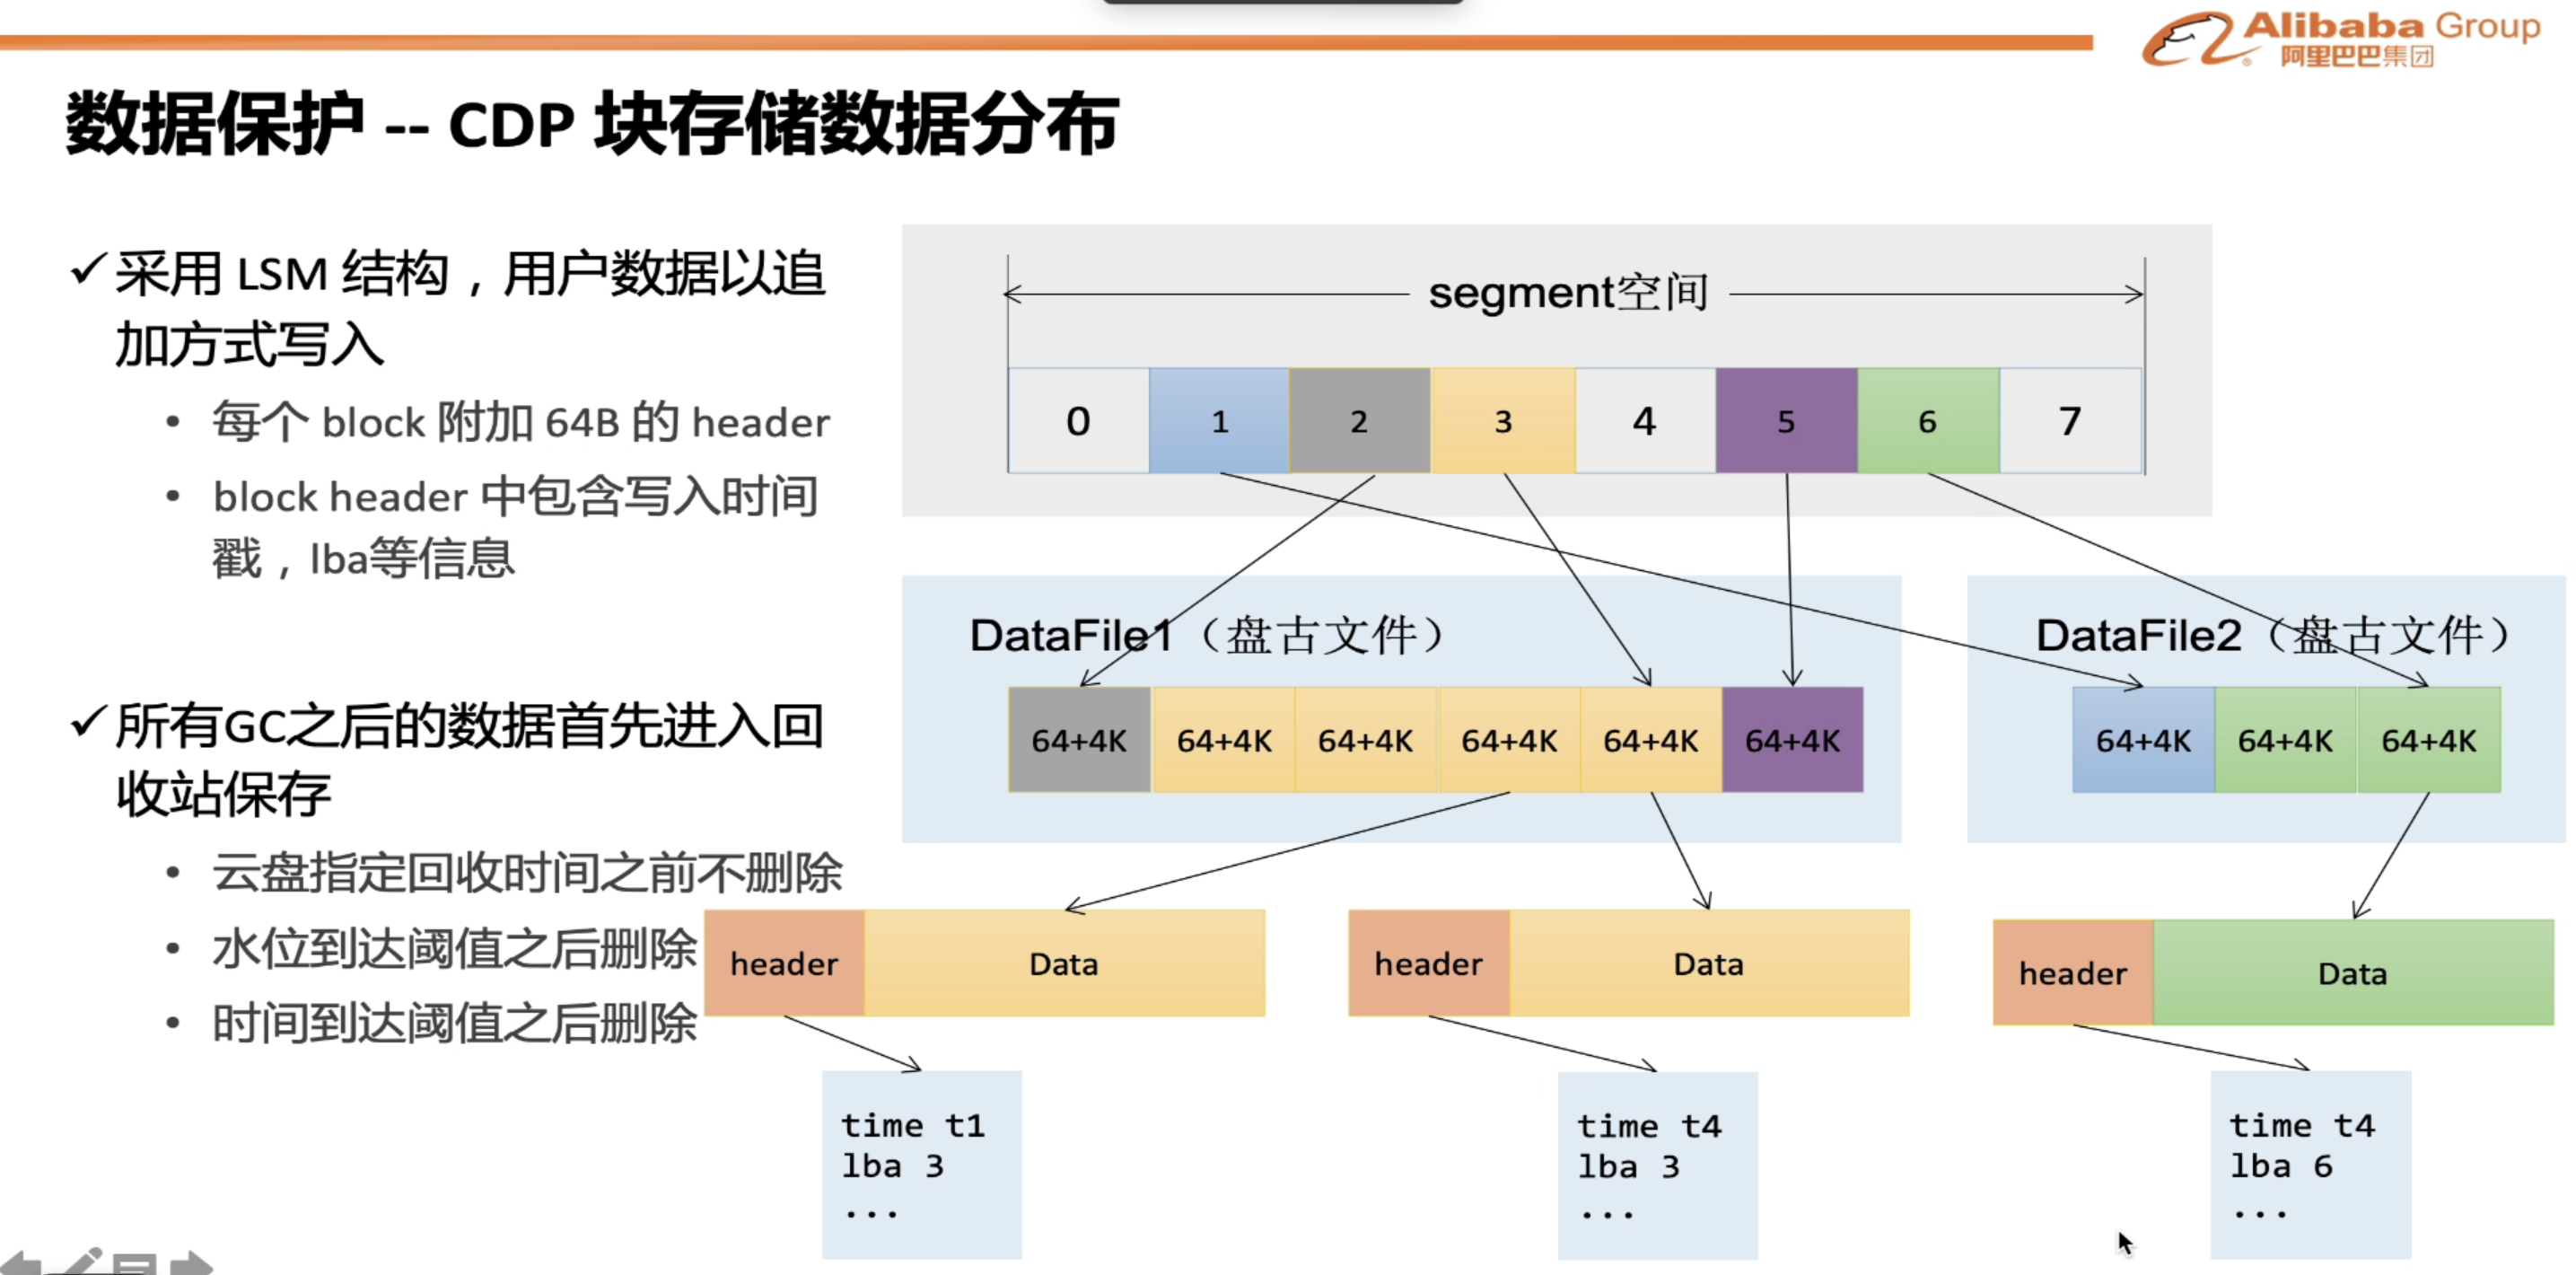 Alibaba Group
阿里巴巴集团
数据保护 -- CDP 块存储数据分布
✓采用 LSM 结构，用户数据以追
加方式写入
• 每个 block 附加 64B 的 header
• block header 中包含写入时间
戳，lba等信息
✓所有GC之后的数据首先进入回
收站保存
• 云盘指定回收时间之前不删除
• 水位到达阈值之后删除
• 时间到达阈值之后删除
segment空间
0 1 2 3 4 5 6 7
DataFile1（盘古文件）
64+4K 64+4K 64+4K 64+4K 64+4K 64+4K
DataFile2（盘古文件）
64+4K 64+4K 64+4K
header Data
header Data
header Data
time t1
lba 3
...
time t4
lba 3
...
time t4
lba 6
...